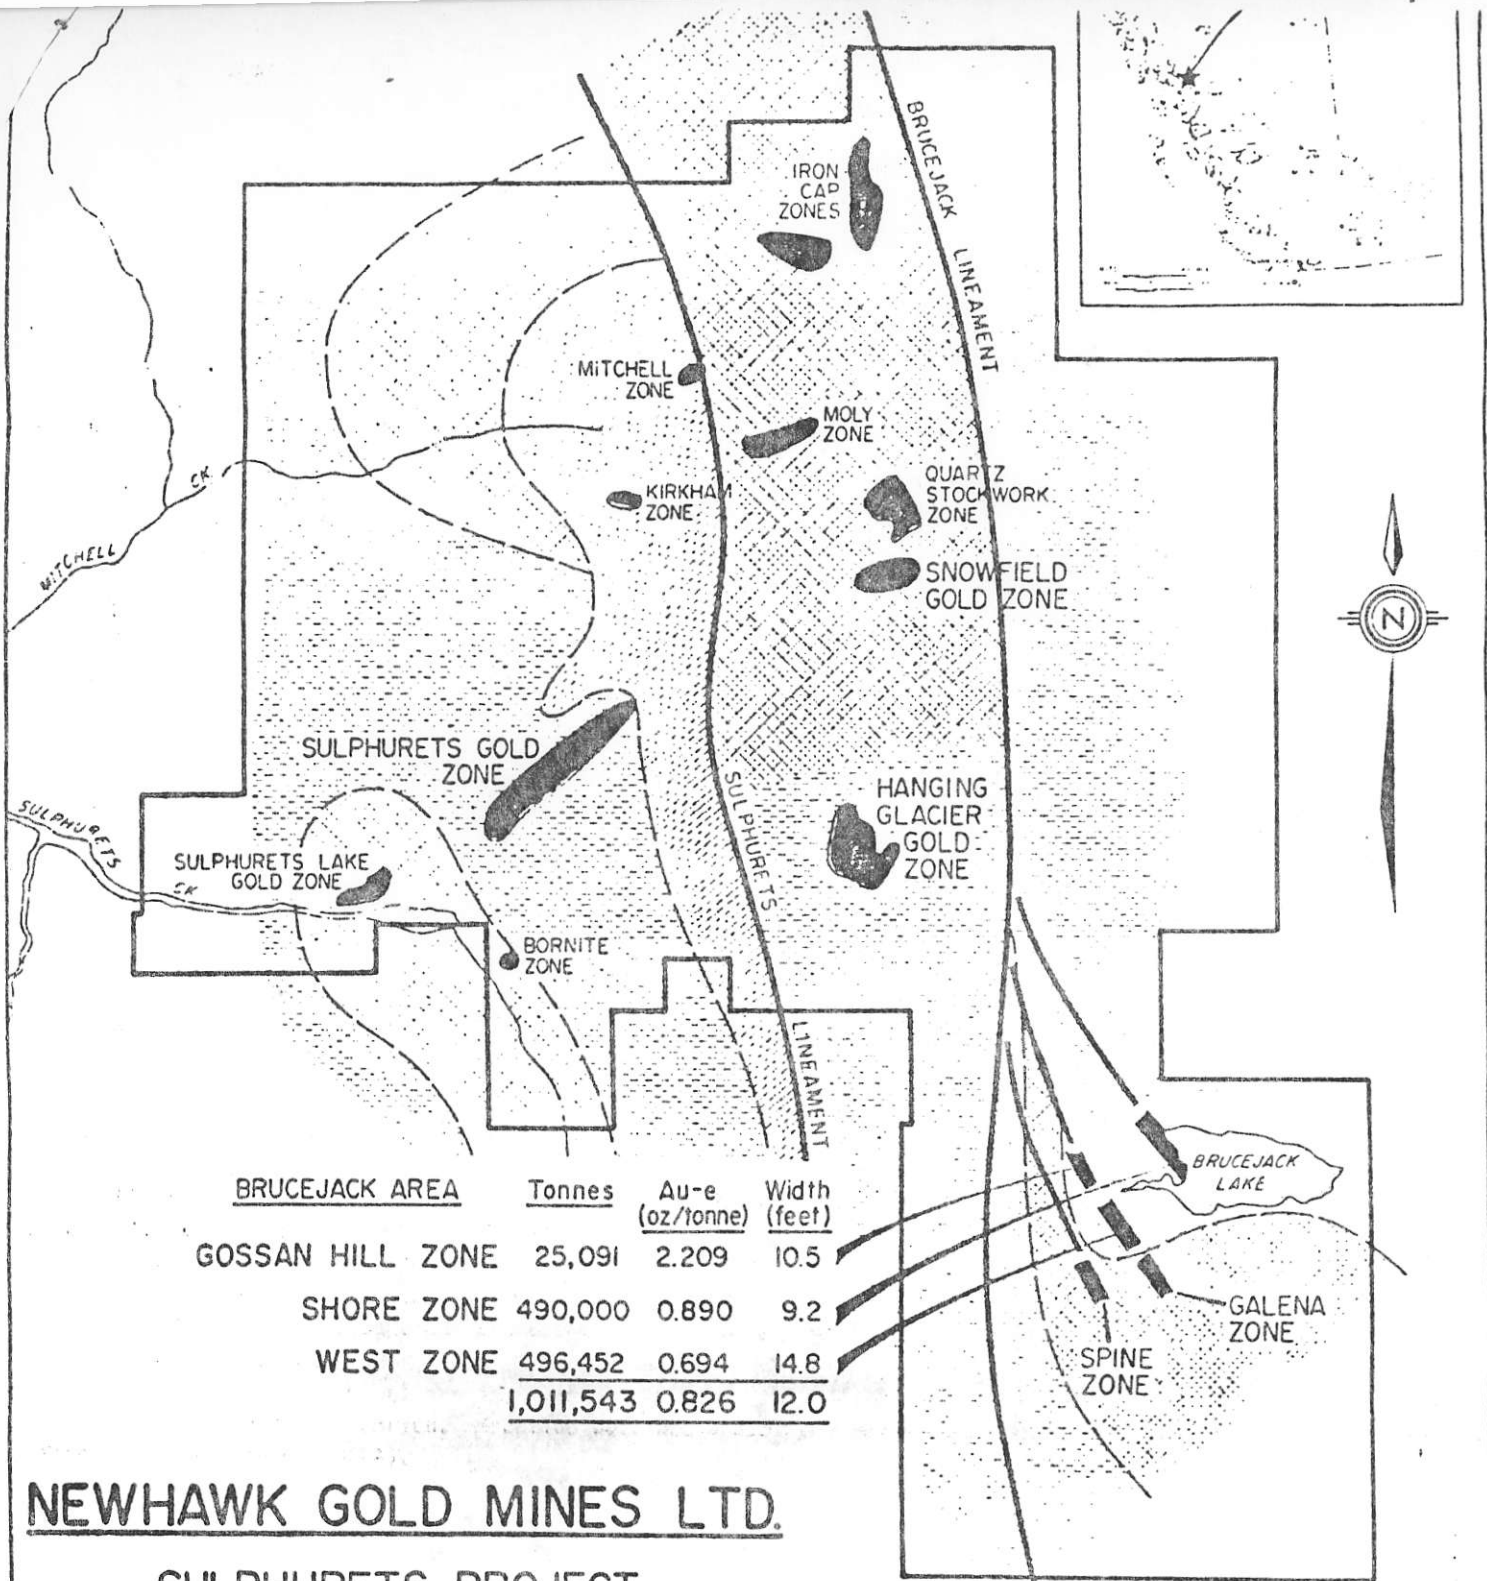 BRUCEJACK LINEAMENT
IRON
CAP
ZONES
MITCHELL
ZONE
MOLY
ZONE
KIRKHAM
ZONE
QUARTZ
STOCKWORK
ZONE
SNOWFIELD
GOLD ZONE
MITCHELL CK
N
SULPHURETS GOLD
ZONE
SULPHURETS LINEAMENT
HANGING
GLACIER
GOLD
ZONE
SULPHURETS CK
SULPHURETS LAKE
GOLD ZONE
BORNITE
ZONE
BRUCEJACK
LAKE
BRUCEJACK AREA Tonnes Au-e Width
(oz/tonne) (feet)
GOSSAN HILL ZONE 25,091 2.209 10.5
SHORE ZONE 490,000 0.890 9.2
WEST ZONE 496,452 0.694 14.8
1,011,543 0.826 12.0
GALENA
ZONE
SPINE
ZONE
NEWHAWK GOLD MINES LTD.
SULPHURETS PROJECT